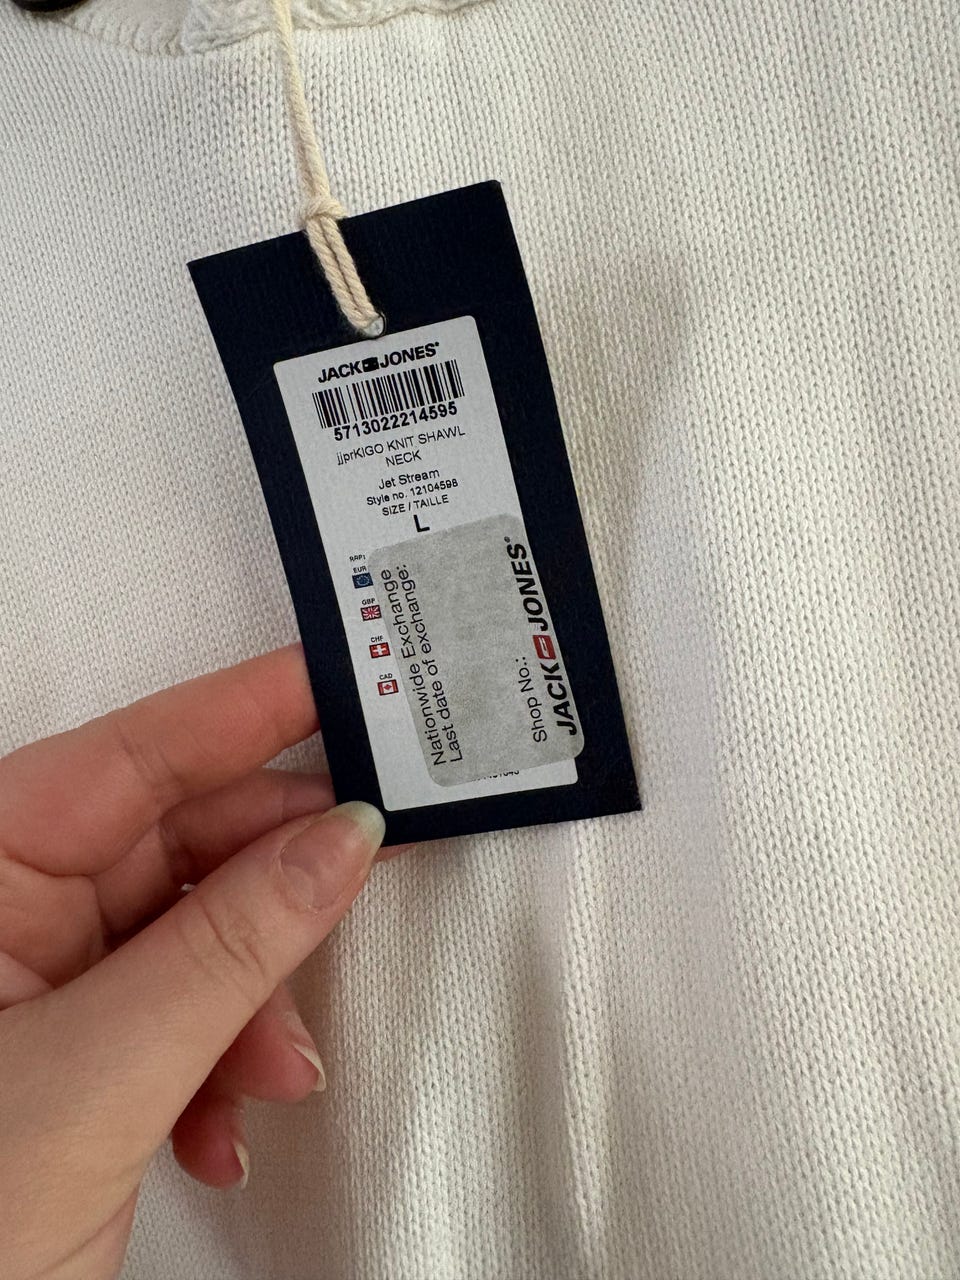 JACK JONES®
5713022214595
jjprKIGO KNIT SHAWL
NECK
Jet Stream
Style no. 12104598
SIZE / TAILLE
L
RRP:
EUR
GBP
CHF
CAD
Nationwide Exchange
Last date of exchange:
Shop No.:
JACK JONES®